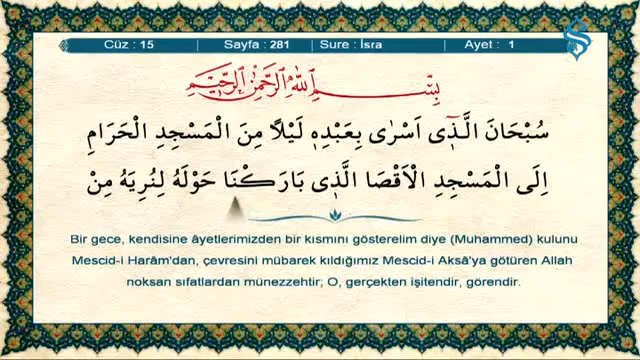 Cüz : 15 | Sayfa : 281 | Sure : İsra | Ayet : 1
بِسْمِ اللّٰهِ الرَّحْمٰنِ الرَّحِيمِ
سُبْحَانَ الَّذ۪ٓي اَسْرٰى بِعَبْدِه۪ لَيْلًا مِنَ الْمَسْجِدِ الْحَرَامِ
اِلَى الْمَسْجِدِ الْاَقْصَا الَّذ۪ي بَارَكْنَا حَوْلَهُ لِنُرِيَهُ مِنْ
Bir gece, kendisine âyetlerimizden bir kısmını gösterelim diye (Muhammed) kulunu
Mescid-i Harâm'dan, çevresini mübarek kıldığımız Mescid-i Aksâ'ya götüren Allah
noksan sıfatlardan münezzehtir; O, gerçekten işitendir, görendir.